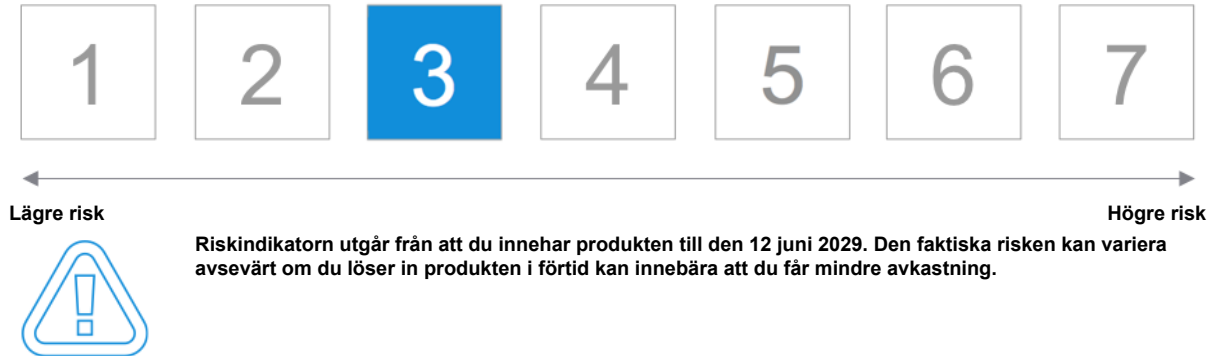 1 2 3 4 5 6 7
Lägre risk Högre risk
Riskindikatorn utgår från att du innehar produkten till den 12 juni 2029. Den faktiska risken kan variera
avsevärt om du löser in produkten i förtid kan innebära att du får mindre avkastning.